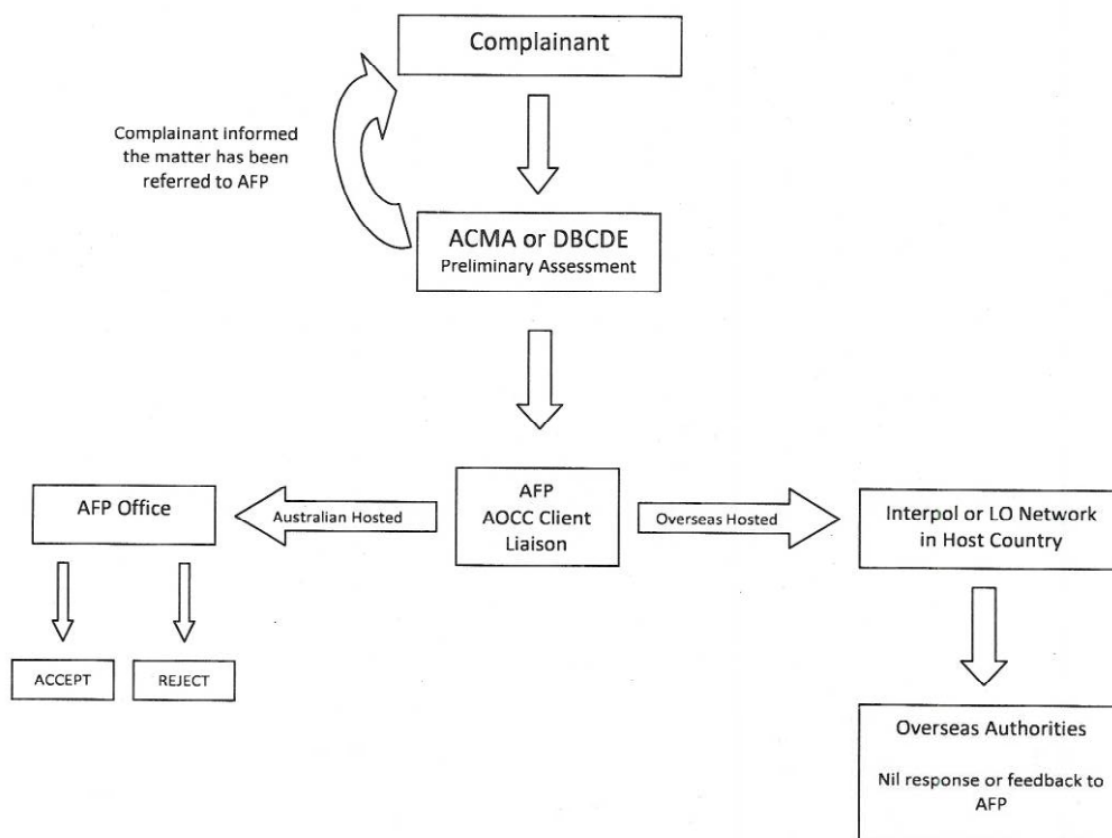 Complainant
Complainant informed
the matter has been
referred to AFP
ACMA or DBCDE
Preliminary Assessment
AFP Office
Australian Hosted
AFP
AOCC Client
Liaison
Overseas Hosted
Interpol or LO Network
in Host Country
ACCEPT
REJECT
Overseas Authorities
Nil response or feedback to
AFP